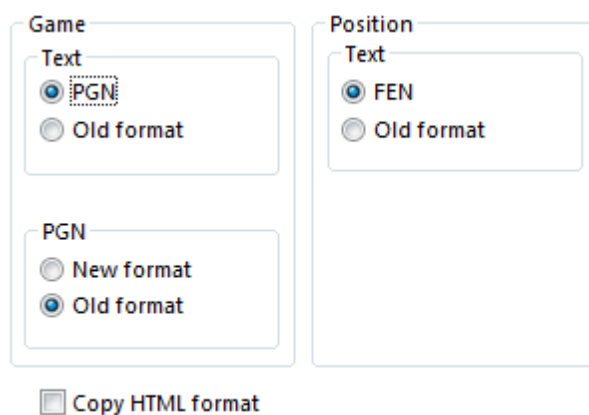 Game
Text
PGN
Old format
PGN
New format
Old format
Position
Text
FEN
Old format
Copy HTML format